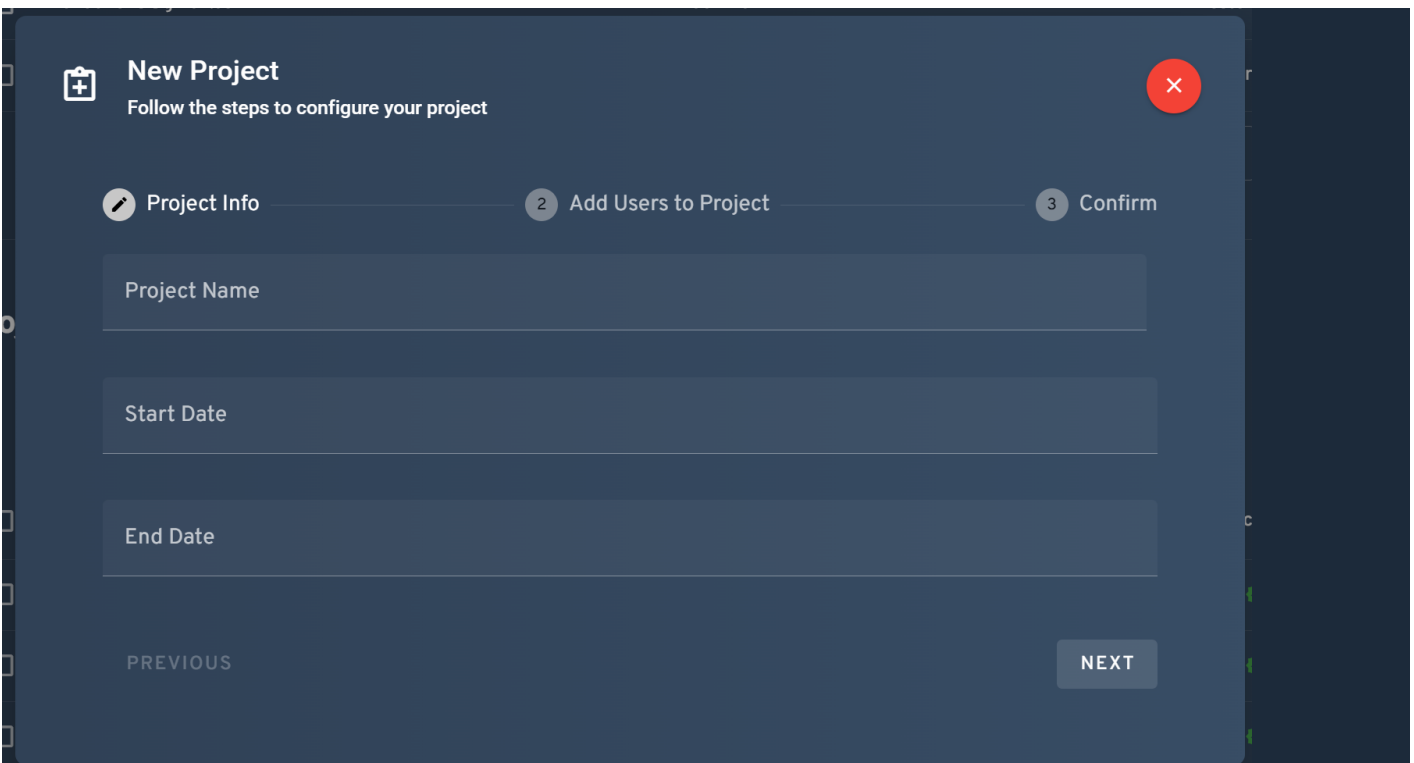 New Project
Follow the steps to configure your project
Project Info
2 Add Users to Project
3 Confirm
Project Name
Start Date
End Date
PREVIOUS
NEXT